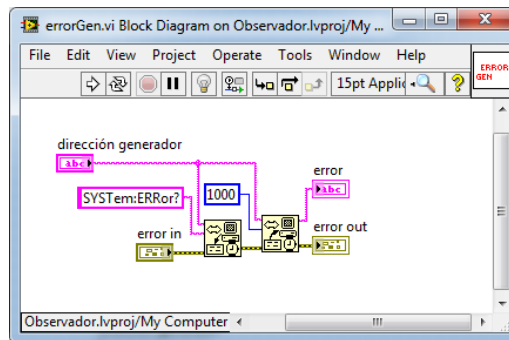 errorGen.vi Block Diagram on Observador.lvproj/My ...
File Edit View Project Operate Tools Window Help
15pt Applic
ERROR
GEN
dirección generador
abc
SYSTem:ERRor?
1000
error
abc
error in
error out
Observador.lvproj/My Computer